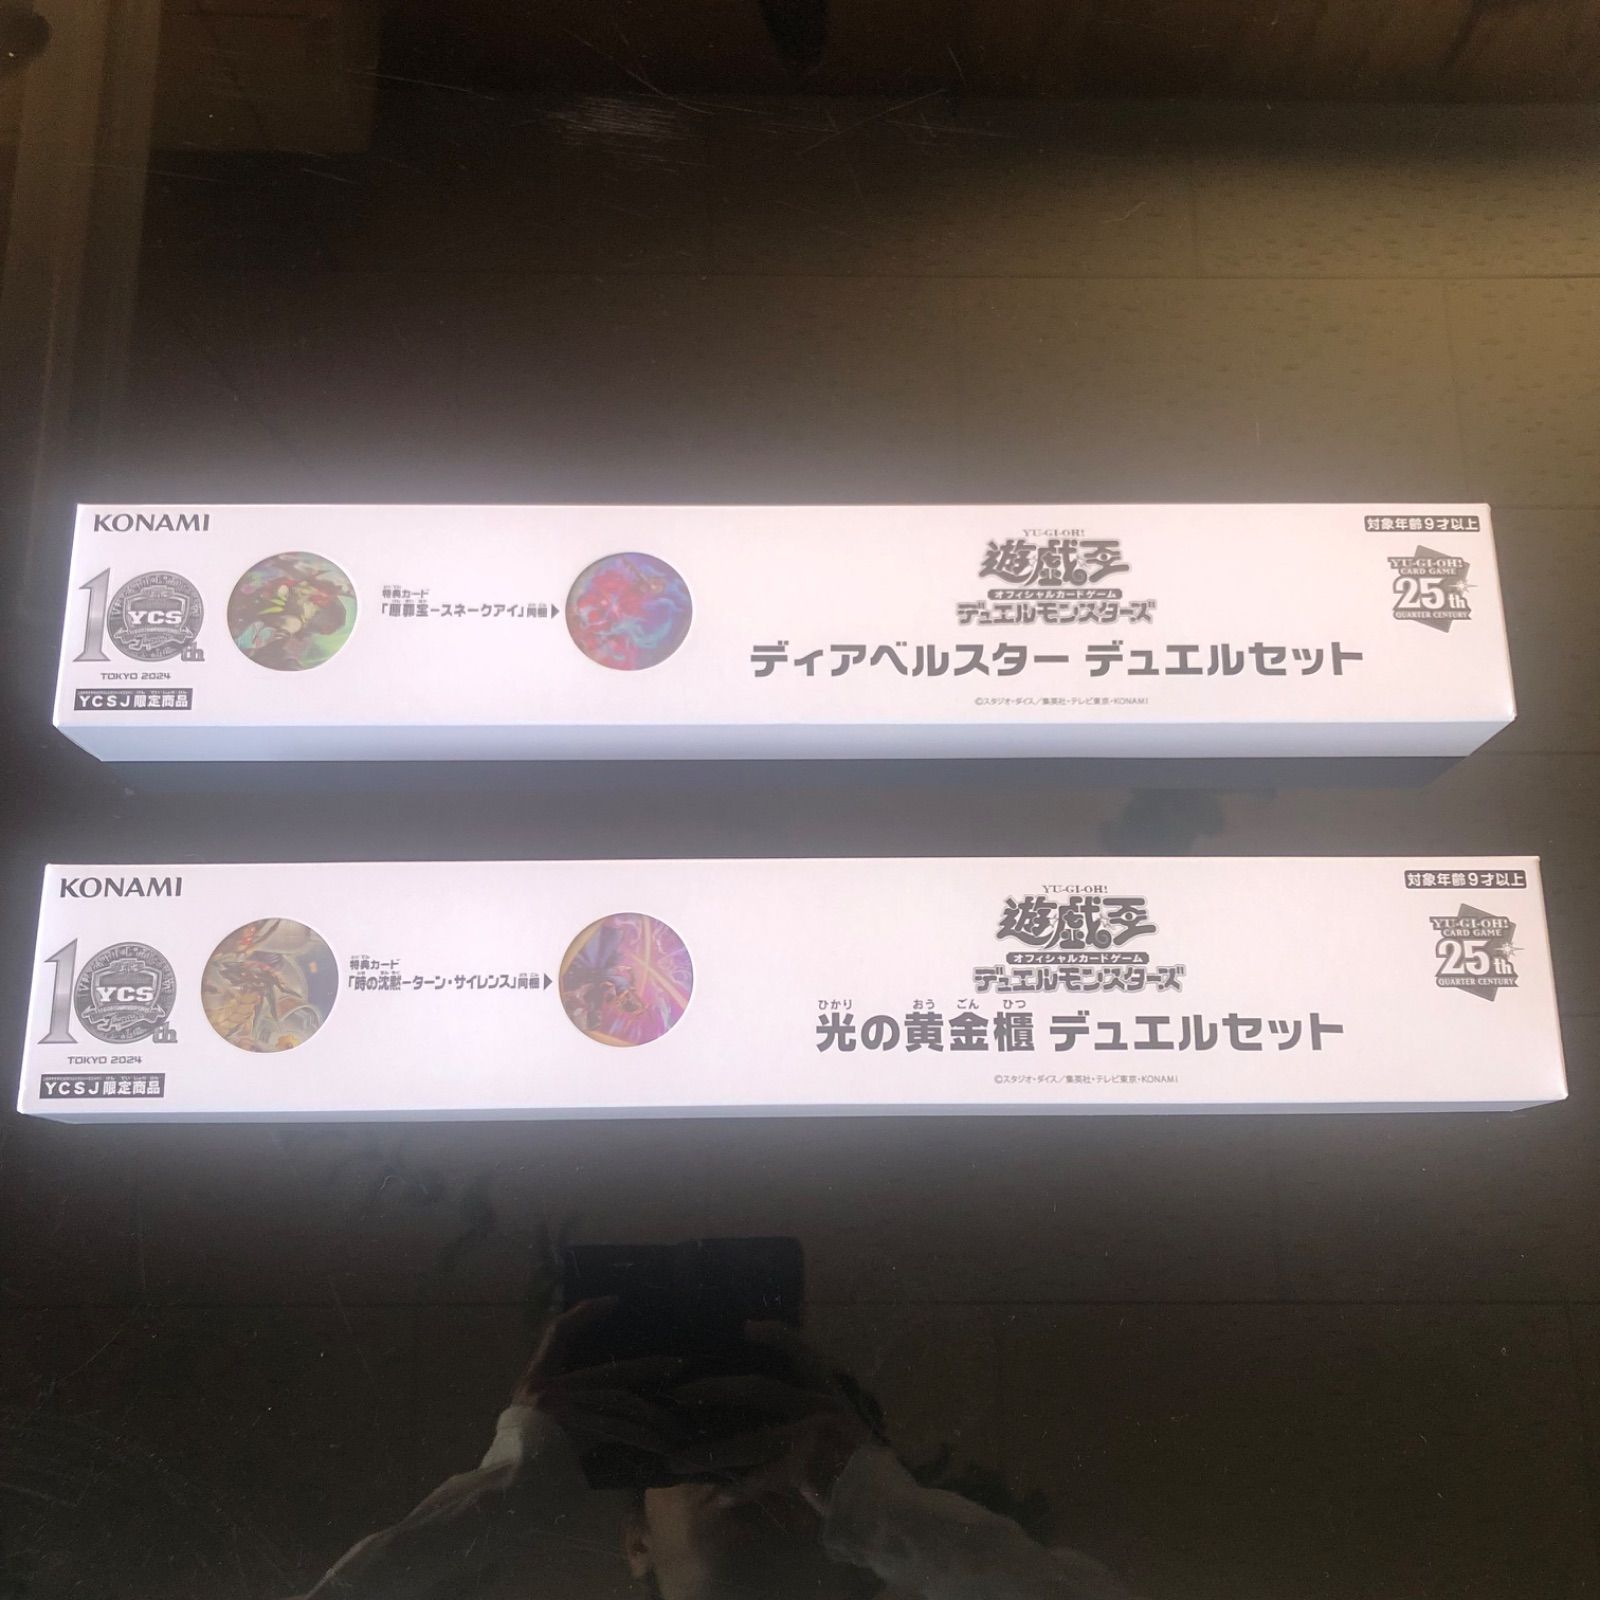 KONAMI
10th
YCS
TOKYO 2024
YCSJ限定商品
特典カード
「原罪宝-スネークアイ」同梱▶
YU-GI-OH!
遊戯王
オフィシャルカードゲーム
デュエルモンスターズ
ディアベルスター デュエルセット
©スタジオ・ダイス/集英社・テレビ東京・KONAMI
対象年齢9才以上
YU-GI-OH!
CARD GAME
25th
QUARTER CENTURY
KONAMI
10th
YCS
TOKYO 2024
YCSJ限定商品
特典カード
「時の沈黙-ターン・サイレンス」同梱▶
YU-GI-OH!
遊戯王
オフィシャルカードゲーム
デュエルモンスターズ
ひかり おう ごん ひつ
光の黄金櫃 デュエルセット
©スタジオ・ダイス/集英社・テレビ東京・KONAMI
対象年齢9才以上
YU-GI-OH!
CARD GAME
25th
QUARTER CENTURY